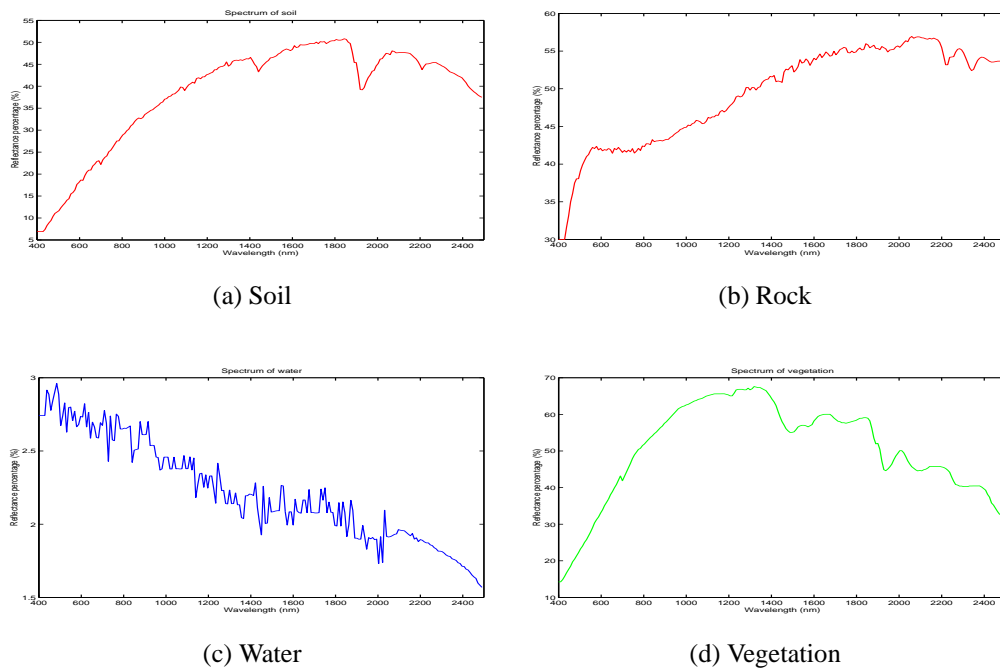 Spectrum of soil
Reflectance percentage (%)
55
50
45
40
35
30
25
20
15
10
5
400 600 800 1000 1200 1400 1600 1800 2000 2200 2400
Wavelength (nm)
(a) Soil
Reflectance percentage (%)
60
55
50
45
40
35
30
400 600 800 1000 1200 1400 1600 1800 2000 2200 2400
Wavelength (nm)
(b) Rock
Spectrum of water
Reflectance percentage (%)
3
2.5
2
1.5
400 600 800 1000 1200 1400 1600 1800 2000 2200 2400
Wavelength (nm)
(c) Water
Spectrum of vegetation
Reflectance percentage (%)
70
60
50
40
30
20
10
400 600 800 1000 1200 1400 1600 1800 2000 2200 2400
Wavelength (nm)
(d) Vegetation